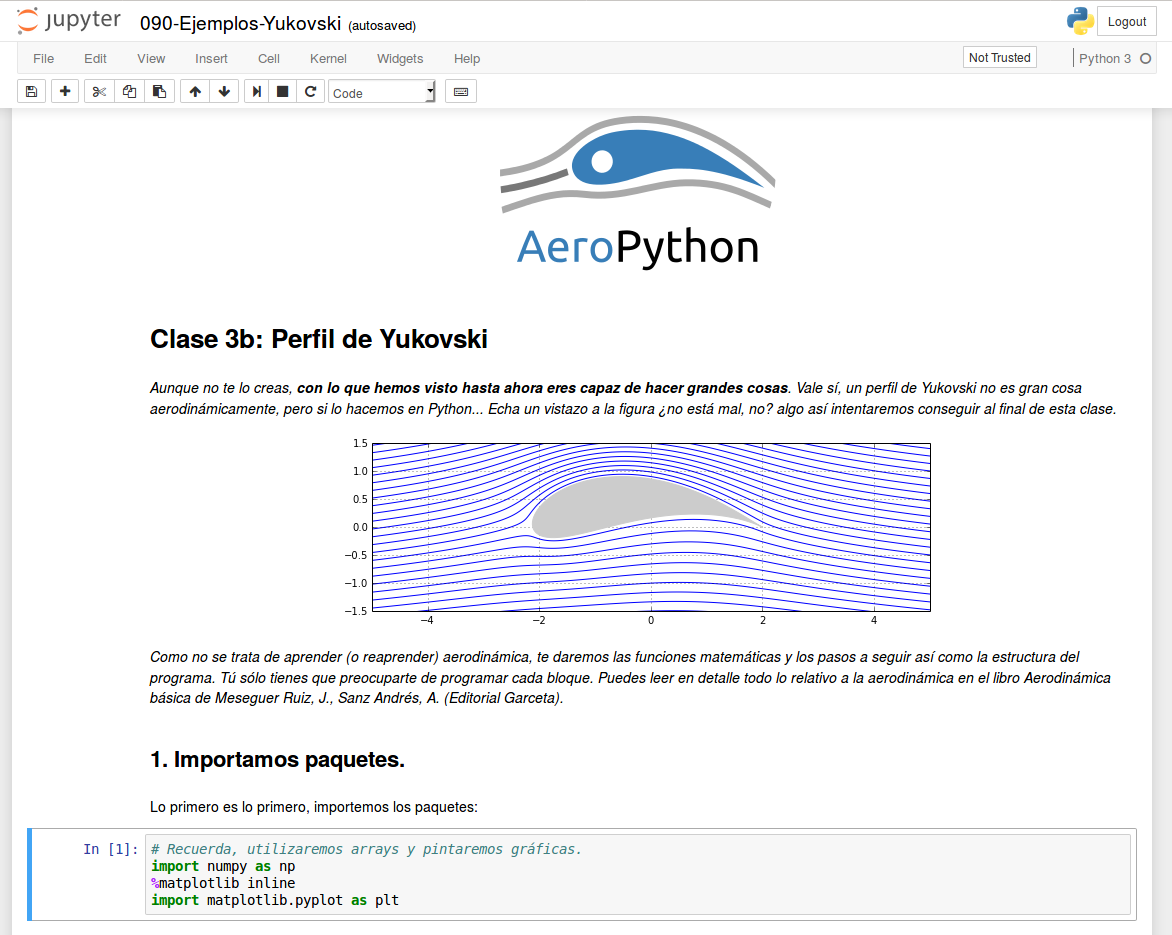 jupyter 090-Ejemplos-Yukovski (autosaved)
Logout
File Edit View Insert Cell Kernel Widgets Help
Not Trusted
Python 3
Code
AeroPython
Clase 3b: Perfil de Yukovski
Aunque no te lo creas, con lo que hemos visto hasta ahora eres capaz de hacer grandes cosas. Vale sí, un perfil de Yukovski no es gran cosa
aerodinámicamente, pero si lo hacemos en Python... Echa un vistazo a la figura ¿no está mal, no? algo así intentaremos conseguir al final de esta clase.
1.5
1.0
0.5
0.0
−0.5
−1.0
−1.5
−4 −2 0 2 4
Como no se trata de aprender (o reaprender) aerodinámica, te daremos las funciones matemáticas y los pasos a seguir así como la estructura del
programa. Tú sólo tienes que preocuparte de programar cada bloque. Puedes leer en detalle todo lo relativo a la aerodinámica en el libro Aerodinámica
básica de Meseguer Ruiz, J., Sanz Andrés, A. (Editorial Garceta).
1. Importamos paquetes.
Lo primero es lo primero, importemos los paquetes:
In [1]: # Recuerda, utilizaremos arrays y pintaremos gráficas.
import numpy as np
%matplotlib inline
import matplotlib.pyplot as plt